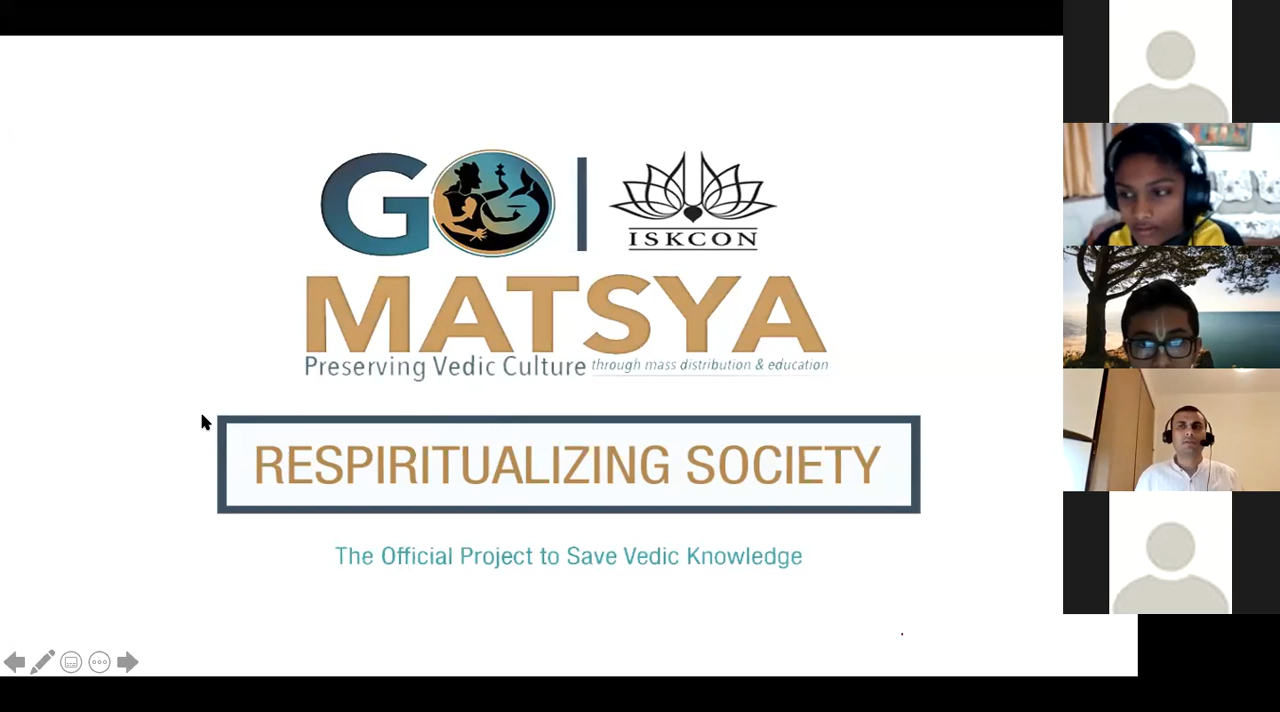 GO
ISKCON
MATSYA
Preserving Vedic Culture through mass distribution & education
RESPIRITUALIZING SOCIETY
The Official Project to Save Vedic Knowledge